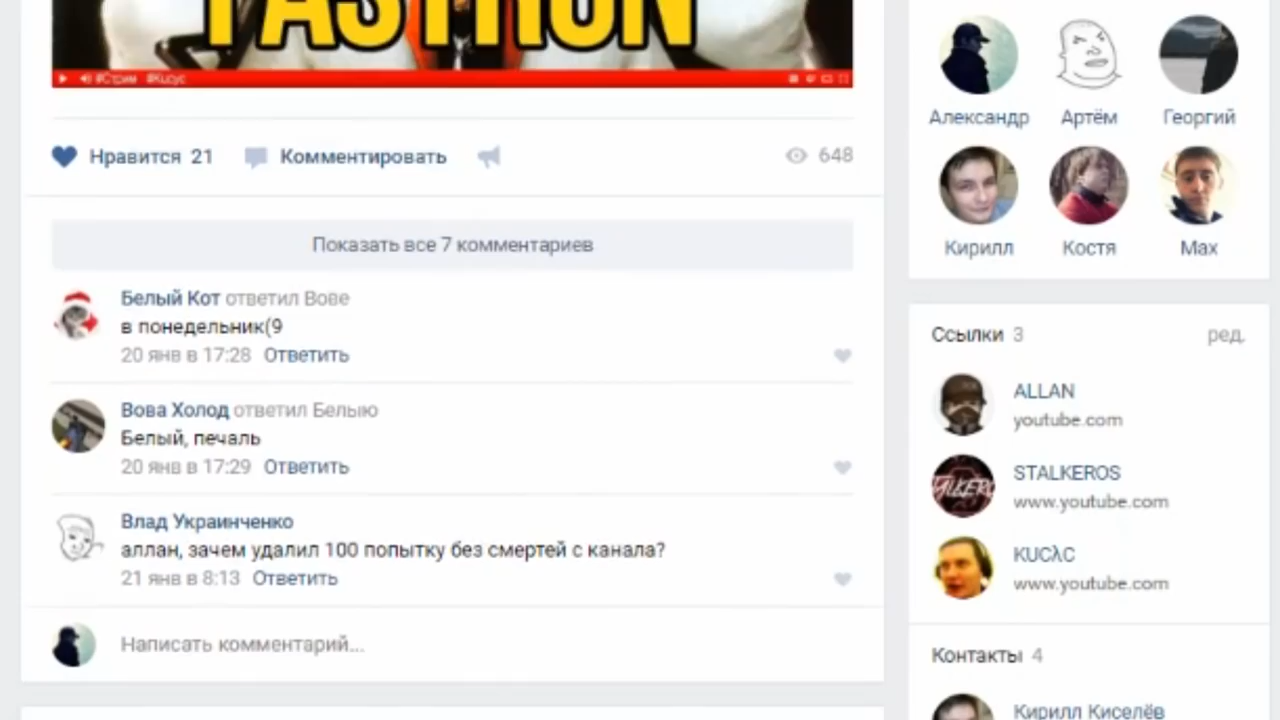 FASTRUN
#Стрим #Kucyc
Нравится 21
Комментировать
648
Показать все 7 комментариев
Белый Кот ответил Вове
в понедельник(9
20 янв в 17:28 Ответить
Вова Холод ответил Белыю
Белый, печаль
20 янв в 17:29 Ответить
Влад Украинченко
аллан, зачем удалил 100 попытку без смертей с канала?
21 янв в 8:13 Ответить
Написать комментарий...
Александр Артём Георгий
Кирилл Костя Max
Ссылки 3 ред.
ALLAN
youtube.com
STALKEROS
www.youtube.com
KUCλC
www.youtube.com
Контакты 4
Кирилл Киселёв